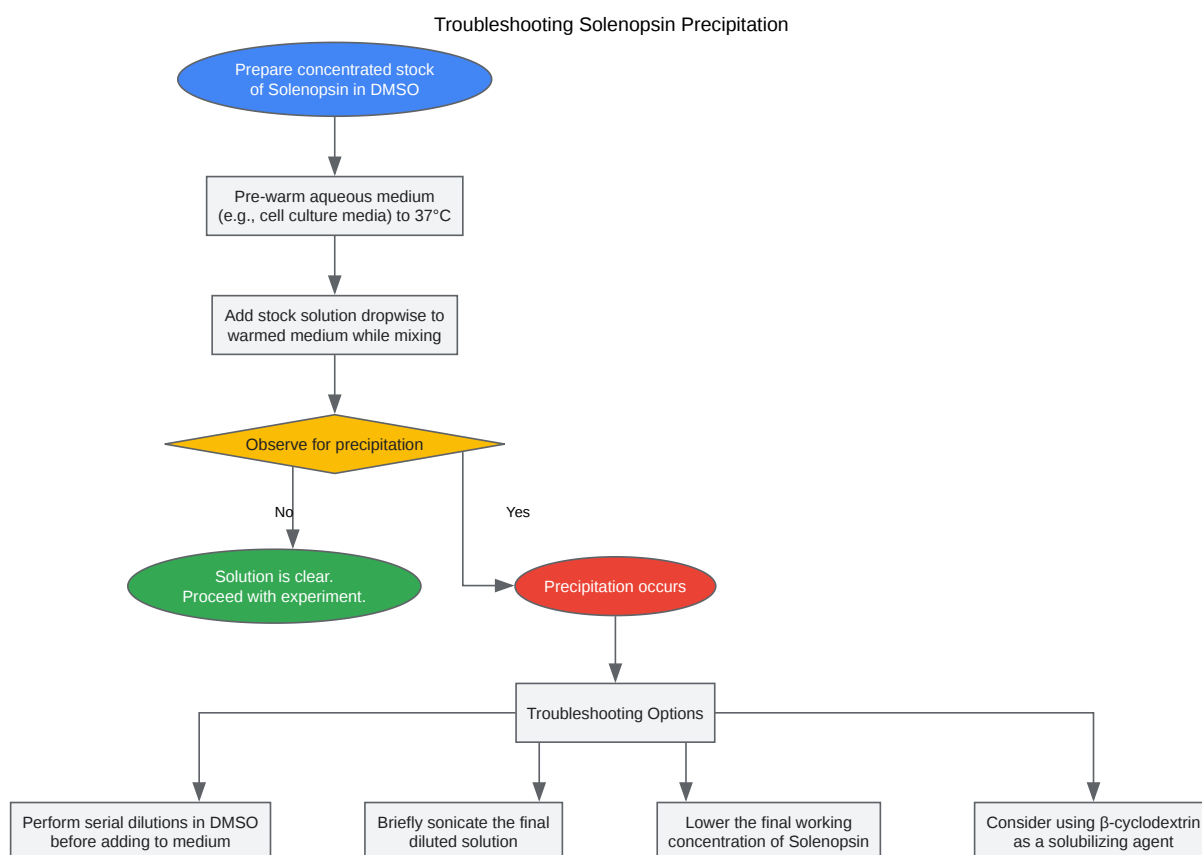 Troubleshooting Solenopsin Precipitation
Prepare concentrated stock
of Solenopsin in DMSO
Pre-warm aqueous medium
(e.g., cell culture media) to 37°C
Add stock solution dropwise to
warmed medium while mixing
Observe for precipitation
No
Yes
Solution is clear.
Proceed with experiment.
Precipitation occurs
Troubleshooting Options
Perform serial dilutions in DMSO
before adding to medium
Briefly sonicate the final
diluted solution
Lower the final working
concentration of Solenopsin
Consider using β-cyclodextrin
as a solubilizing agent